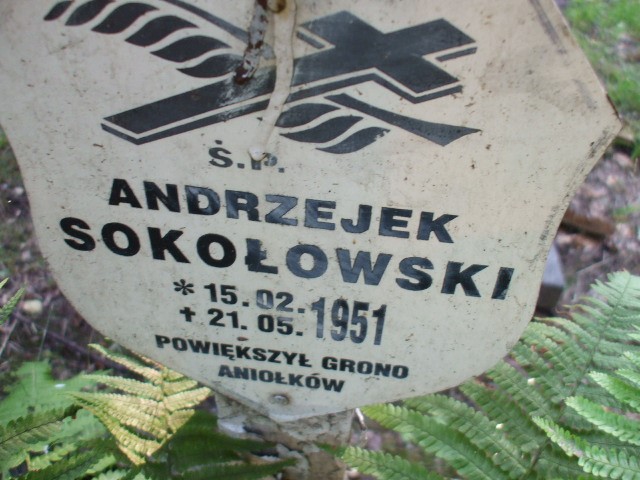 Ś.P.
ANDRZEJEK
SOKOŁOWSKI
* 15.02.
† 21.05. 1951
POWIĘKSZYŁ GRONO
ANIOŁKÓW